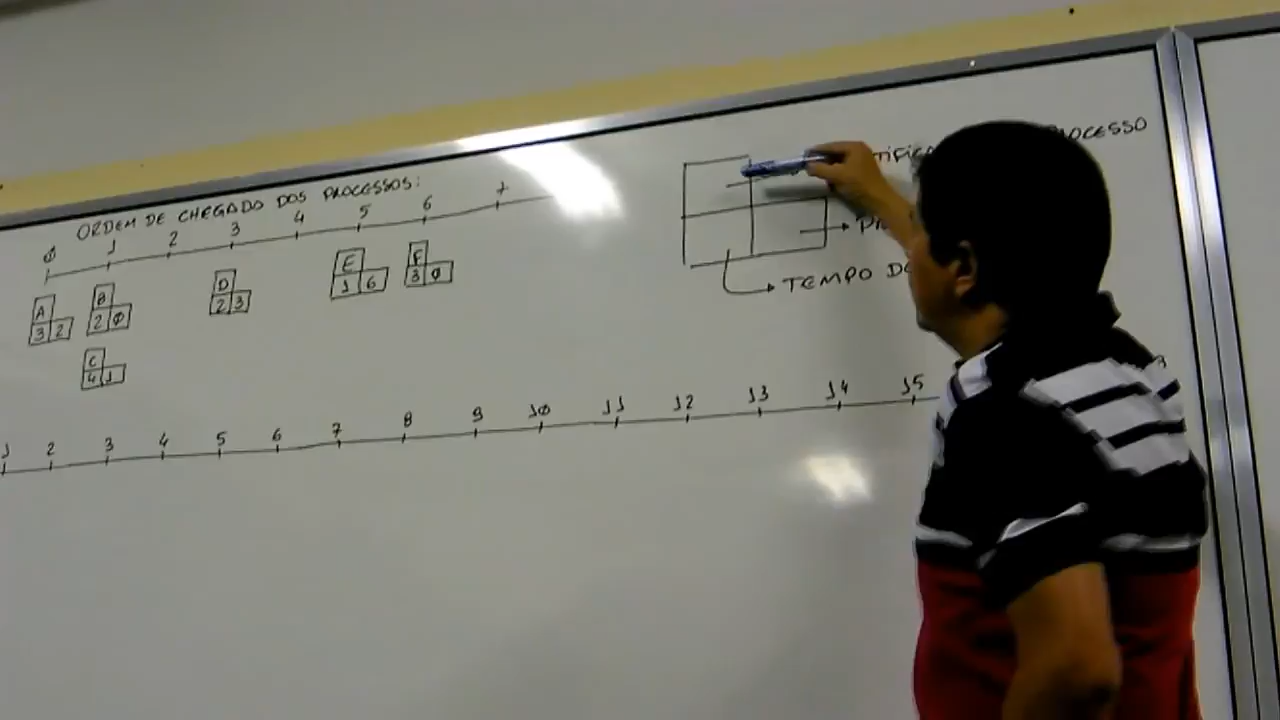 ORDEM DE CHEGADO DOS PROCESSOS:
0 1 2 3 4 5 6 7
A
3 2
B
2 0
C
4 1
D
2 3
E
1 6
F
3 0
PROCESSO
TEMPO
1 2 3 4 5 6 7 8 9 10 11 12 13 14 15